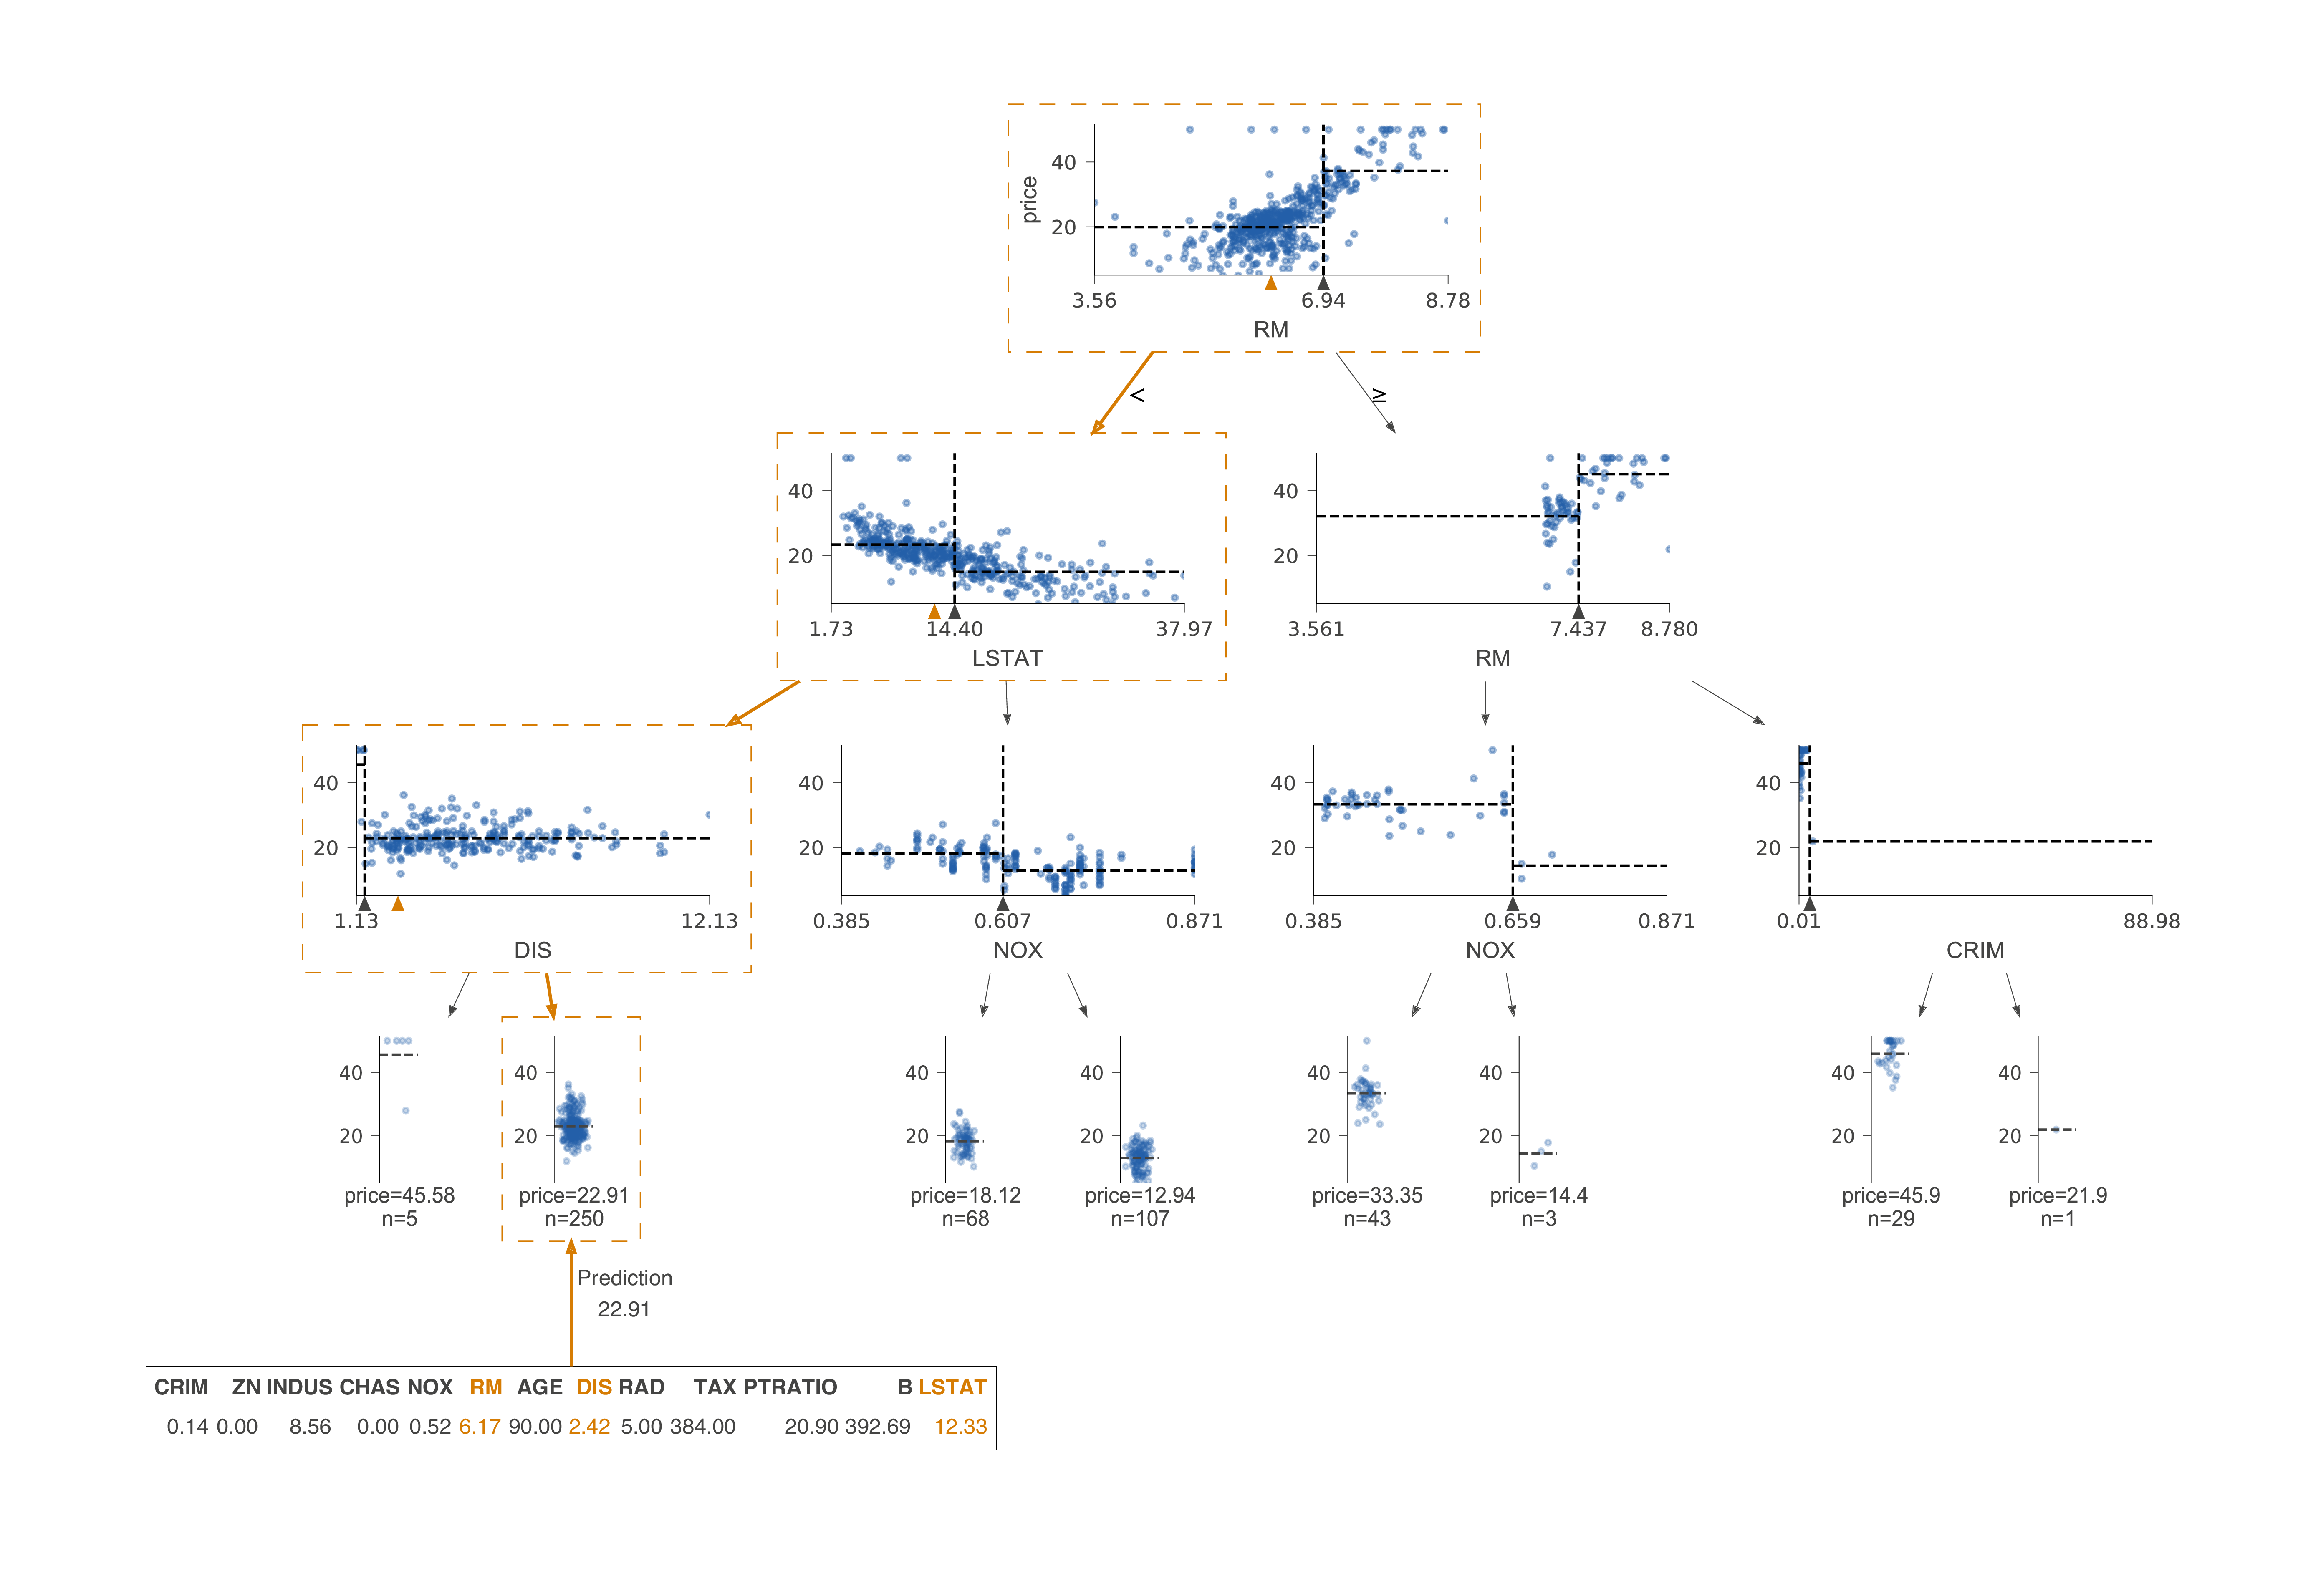 40
price
20
3.56 6.94 8.78
RM
< ≥
40
20
1.73 14.40 37.97
LSTAT
40
20
3.561 7.437 8.780
RM
40
20
1.13 12.13
DIS
40
20
0.385 0.607 0.871
NOX
40
20
0.385 0.659 0.871
NOX
40
20
0.01 88.98
CRIM
40
20
price=45.58
n=5
40
20
price=22.91
n=250
40
20
price=18.12
n=68
40
20
price=12.94
n=107
40
20
price=33.35
n=43
40
20
price=14.4
n=3
40
20
price=45.9
n=29
40
20
price=21.9
n=1
Prediction
22.91
CRIM ZN INDUS CHAS NOX RM AGE DIS RAD TAX PTRATIO B LSTAT
0.14 0.00 8.56 0.00 0.52 6.17 90.00 2.42 5.00 384.00 20.90 392.69 12.33